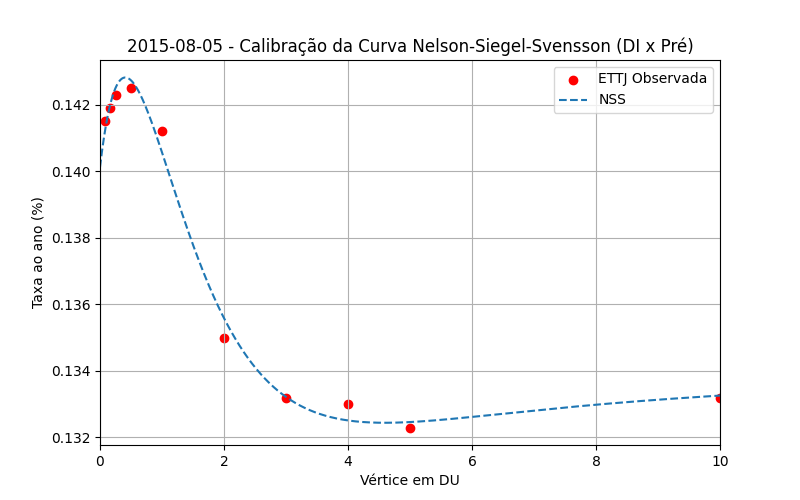 2015-08-05 - Calibração da Curva Nelson-Siegel-Svensson (DI x Pré)
ETTJ Observada
NSS
Taxa ao ano (%)
0.142
0.140
0.138
0.136
0.134
0.132
0 2 4 6 8 10
Vértice em DU